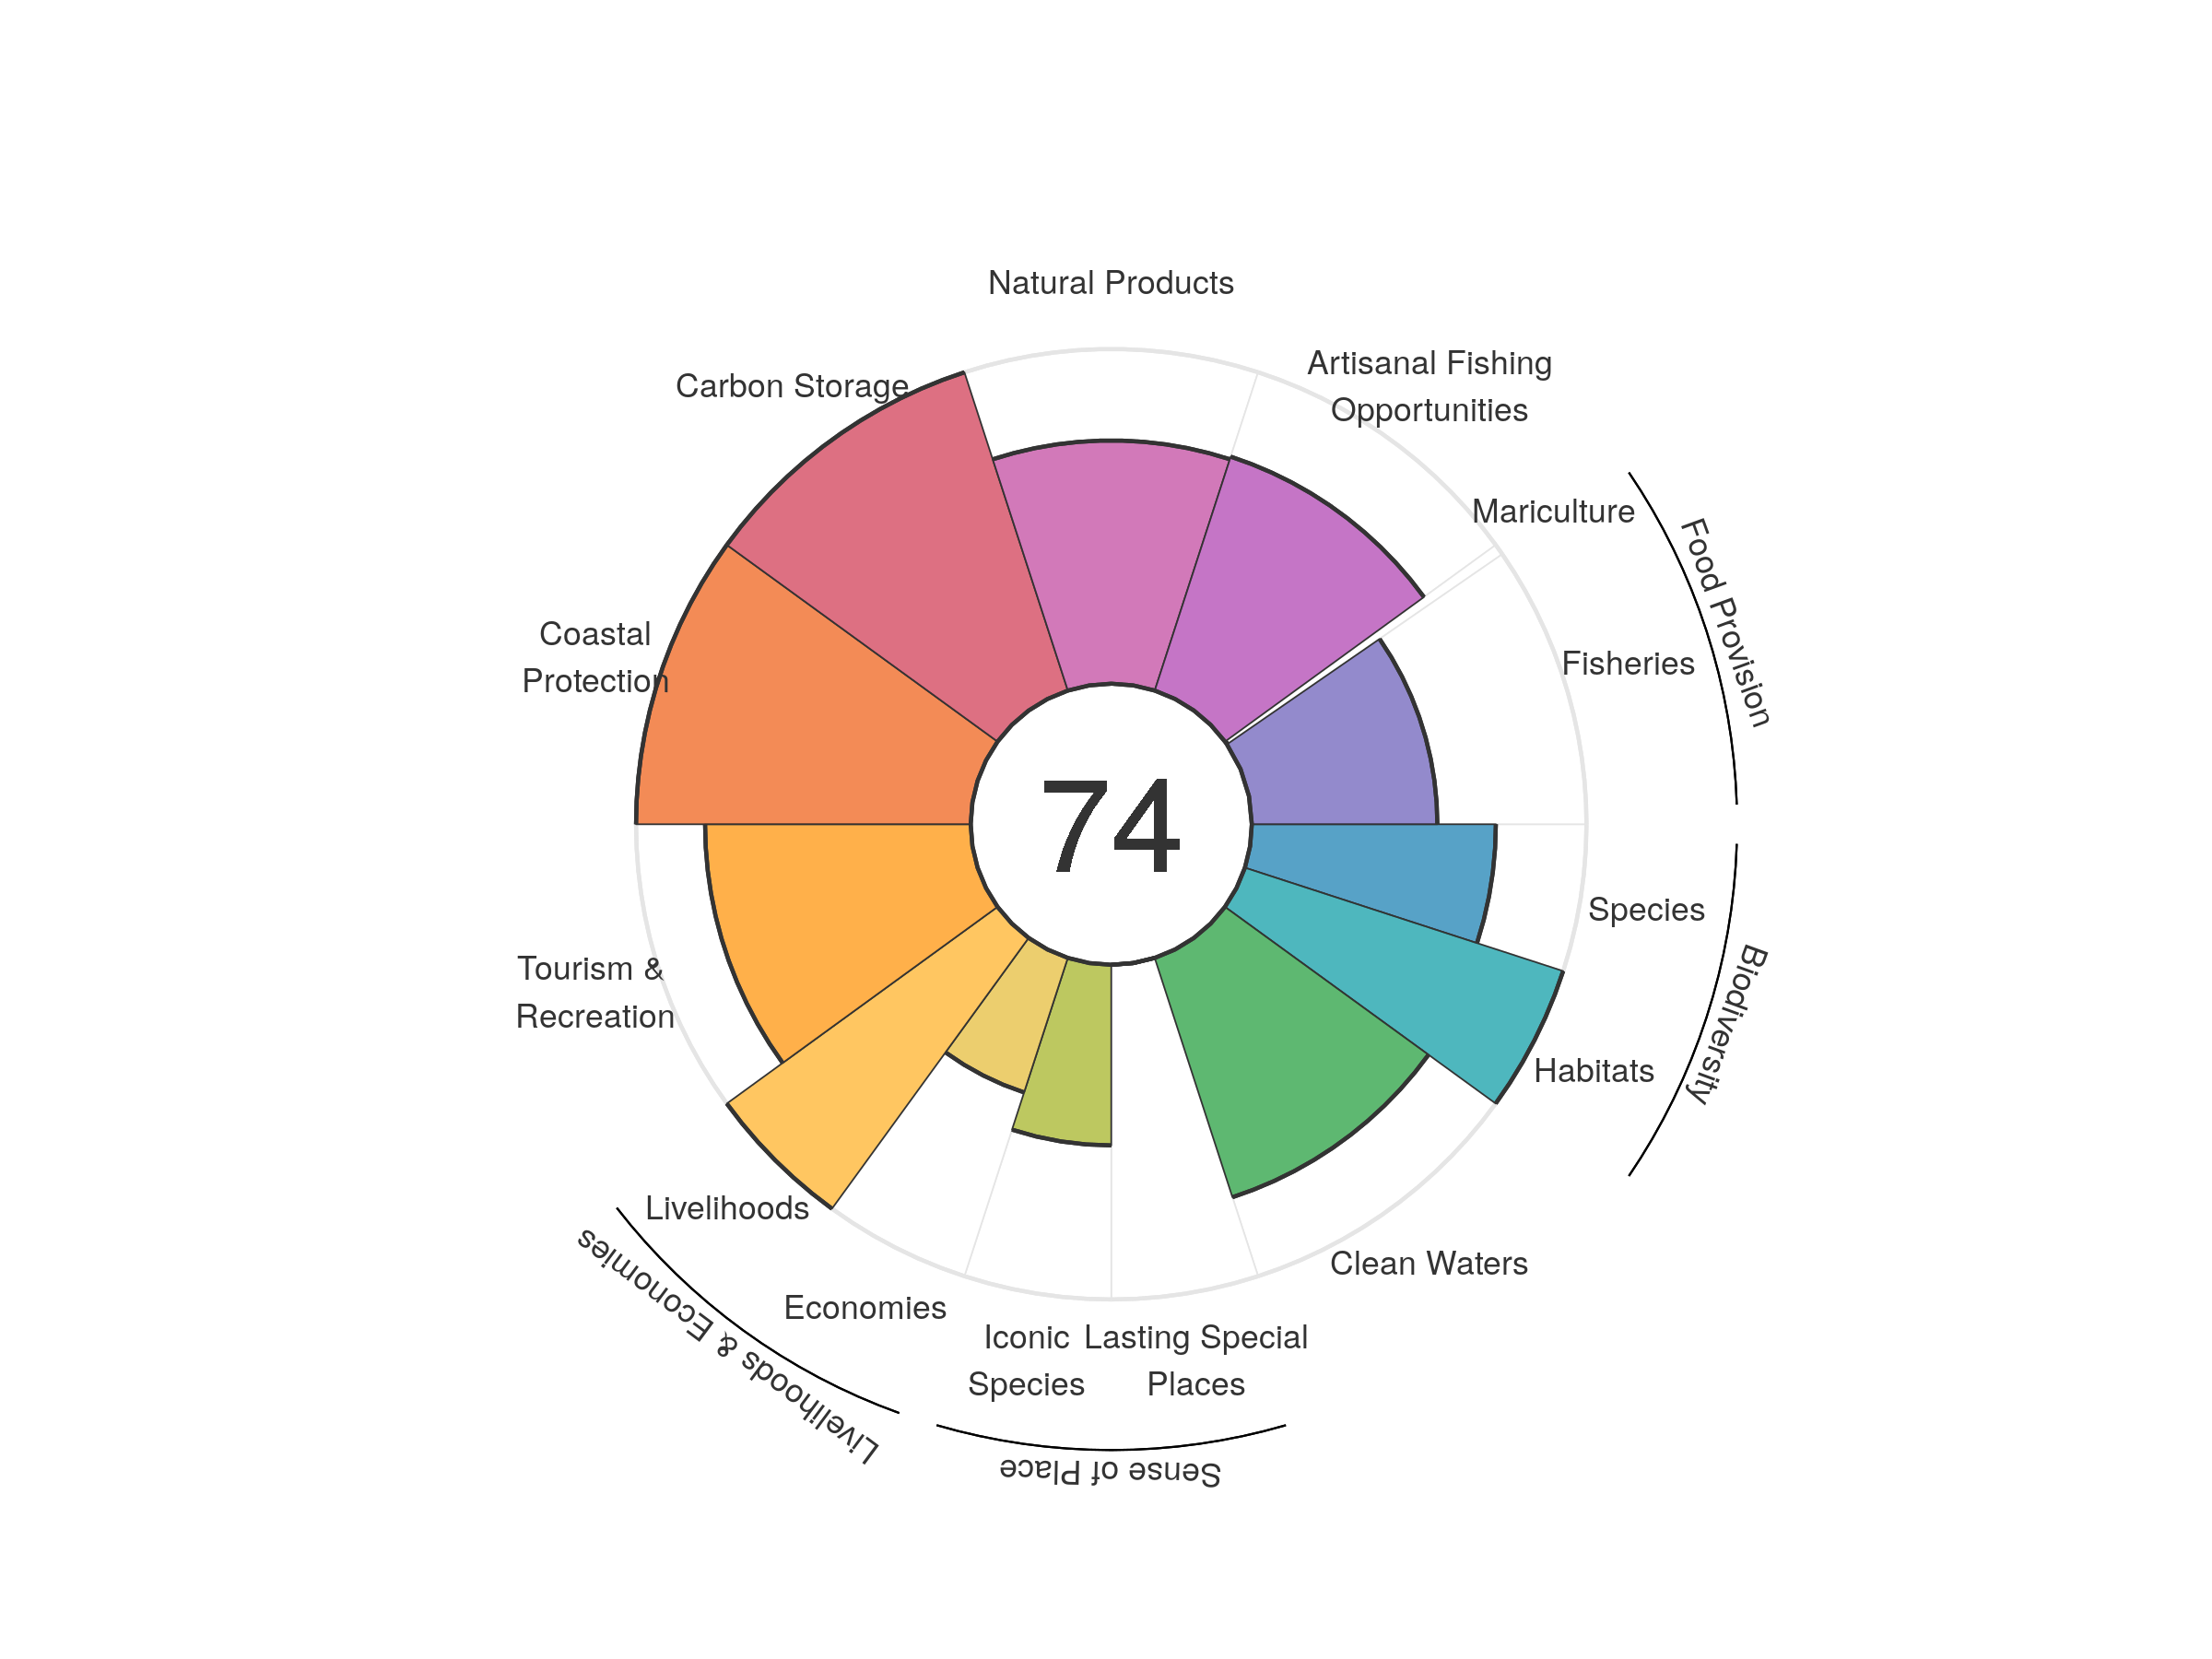 Natural Products
Artisanal Fishing
Opportunities
Carbon Storage
Mariculture
Food Provision
Fisheries
Coastal
Protection
74
Species
Biodiversity
Tourism &
Recreation
Habitats
Livelihoods
Clean Waters
Livelihoods & Economies
Economies
Iconic
Species
Lasting Special
Places
Sense of Place